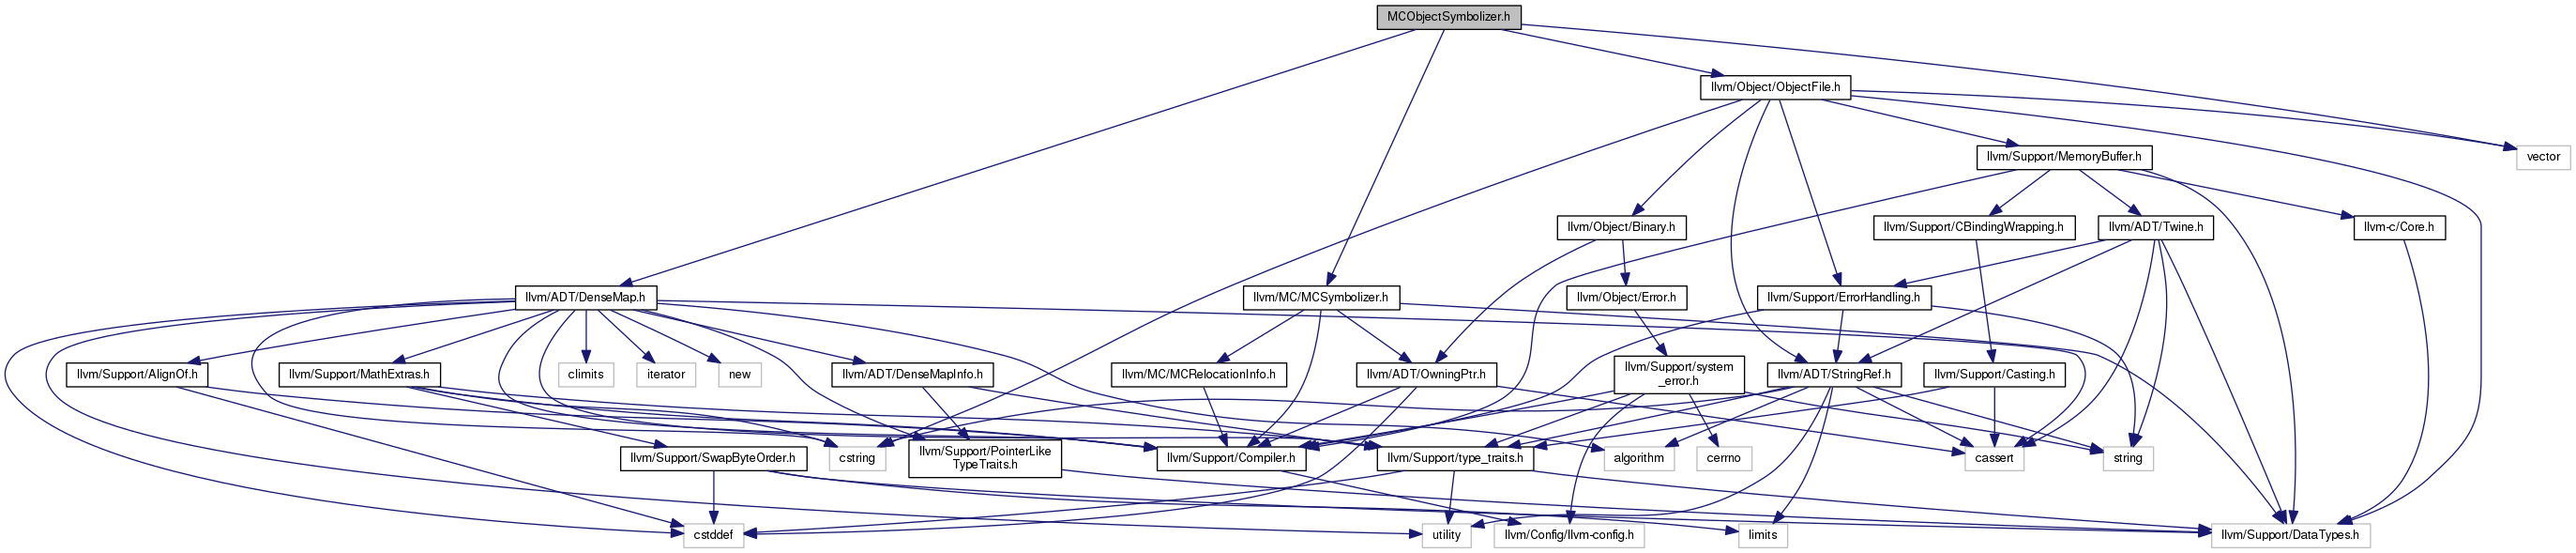 MCObjectSymbolizer.h
llvm/Object/ObjectFile.h
llvm/Support/MemoryBuffer.h
vector
llvm/Object/Binary.h
llvm/Support/CBindingWrapping.h
llvm/ADT/Twine.h
llvm-c/Core.h
llvm/ADT/DenseMap.h
llvm/MC/MCSymbolizer.h
llvm/Object/Error.h
llvm/Support/ErrorHandling.h
llvm/Support/AlignOf.h
llvm/Support/MathExtras.h
climits
iterator
new
llvm/ADT/DenseMapInfo.h
llvm/MC/MCRelocationInfo.h
llvm/ADT/OwningPtr.h
llvm/Support/system
_error.h
llvm/ADT/StringRef.h
llvm/Support/Casting.h
llvm/Support/SwapByteOrder.h
cstring
llvm/Support/PointerLike
TypeTraits.h
llvm/Support/Compiler.h
llvm/Support/type_traits.h
algorithm
cerrno
cassert
string
cstddef
utility
llvm/Config/llvm-config.h
limits
llvm/Support/DataTypes.h